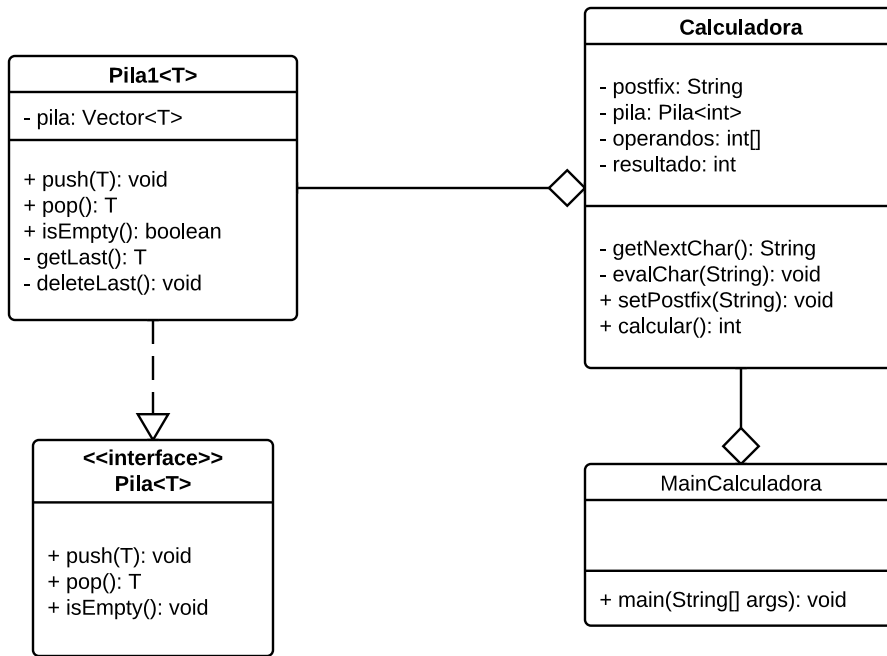 Pila1<T>
- pila: Vector<T>
+ push(T): void
+ pop(): T
+ isEmpty(): boolean
- getLast(): T
- deleteLast(): void
<<interface>>
Pila<T>
+ push(T): void
+ pop(): T
+ isEmpty(): void
Calculadora
- postfix: String
- pila: Pila<int>
- operandos: int[]
- resultado: int
- getNextChar(): String
- evalChar(String): void
+ setPostfix(String): void
+ calcular(): int
MainCalculadora
+ main(String[] args): void